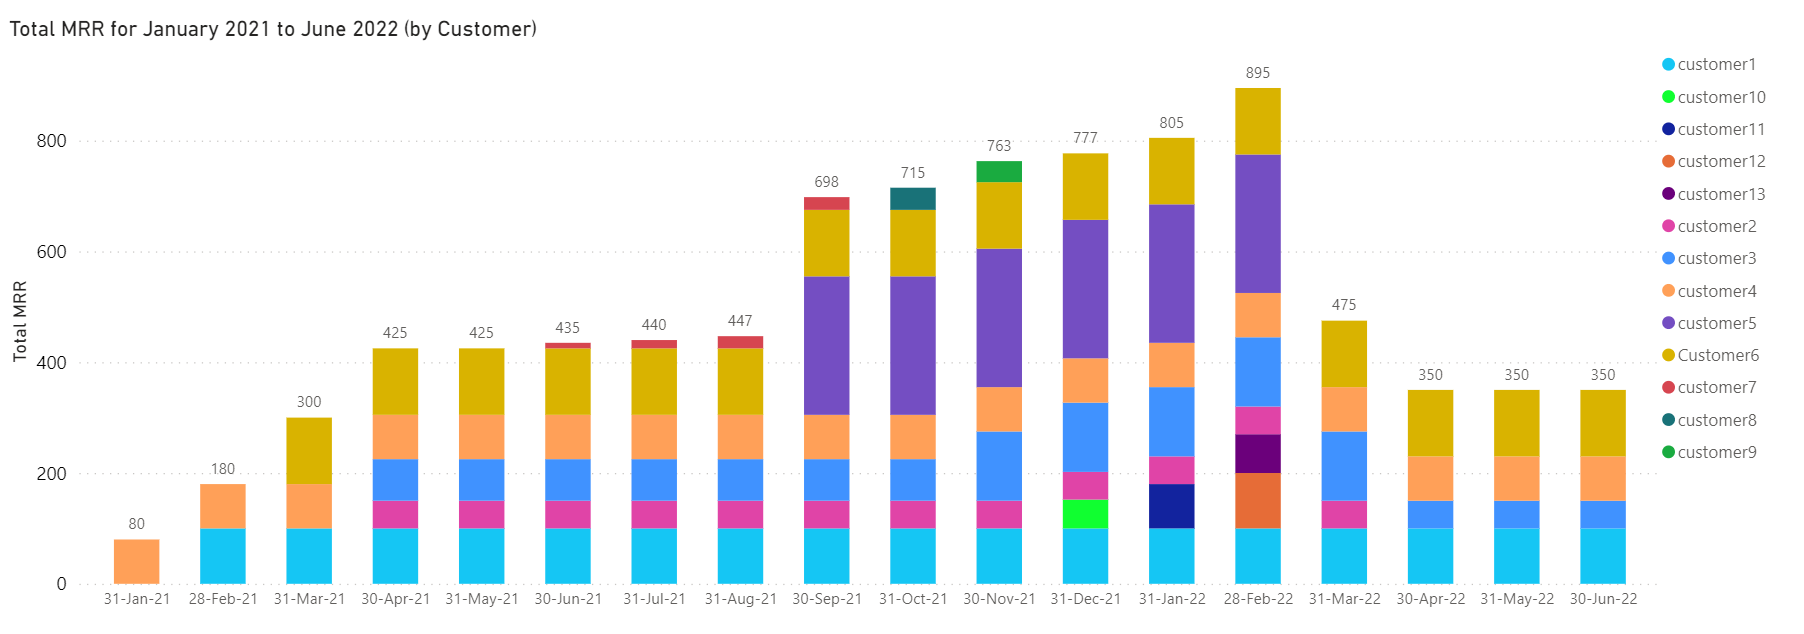 Total MRR for January 2021 to June 2022 (by Customer)
Total MRR
800
600
400
200
0
80
180
300
425
425
435
440
447
698
715
763
777
805
895
475
350
350
350
31-Jan-21
28-Feb-21
31-Mar-21
30-Apr-21
31-May-21
30-Jun-21
31-Jul-21
31-Aug-21
30-Sep-21
31-Oct-21
30-Nov-21
31-Dec-21
31-Jan-22
28-Feb-22
31-Mar-22
30-Apr-22
31-May-22
30-Jun-22
customer1
customer10
customer11
customer12
customer13
customer2
customer3
customer4
customer5
Customer6
customer7
customer8
customer9